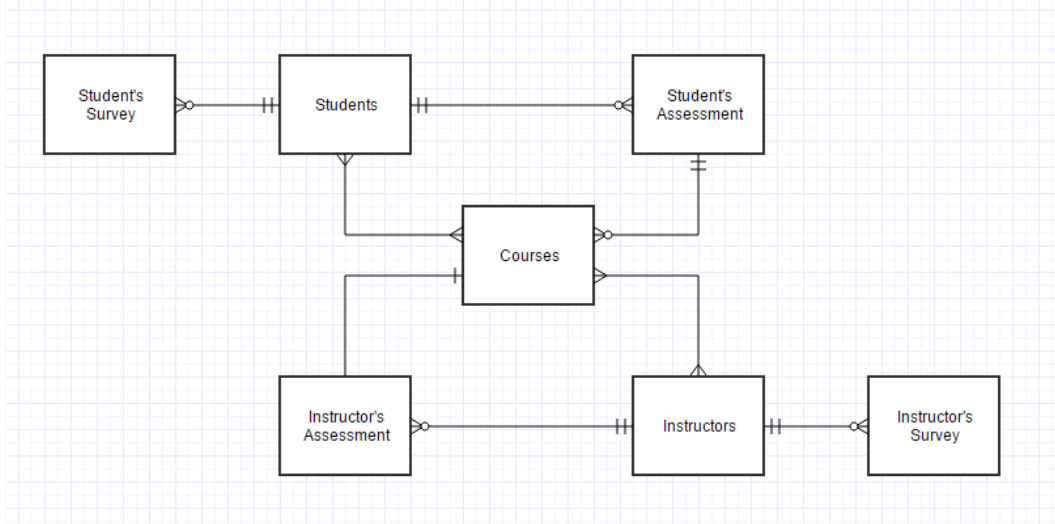 Student's
Survey
Students
Student's
Assessment
Courses
Instructor's
Assessment
Instructors
Instructor's
Survey